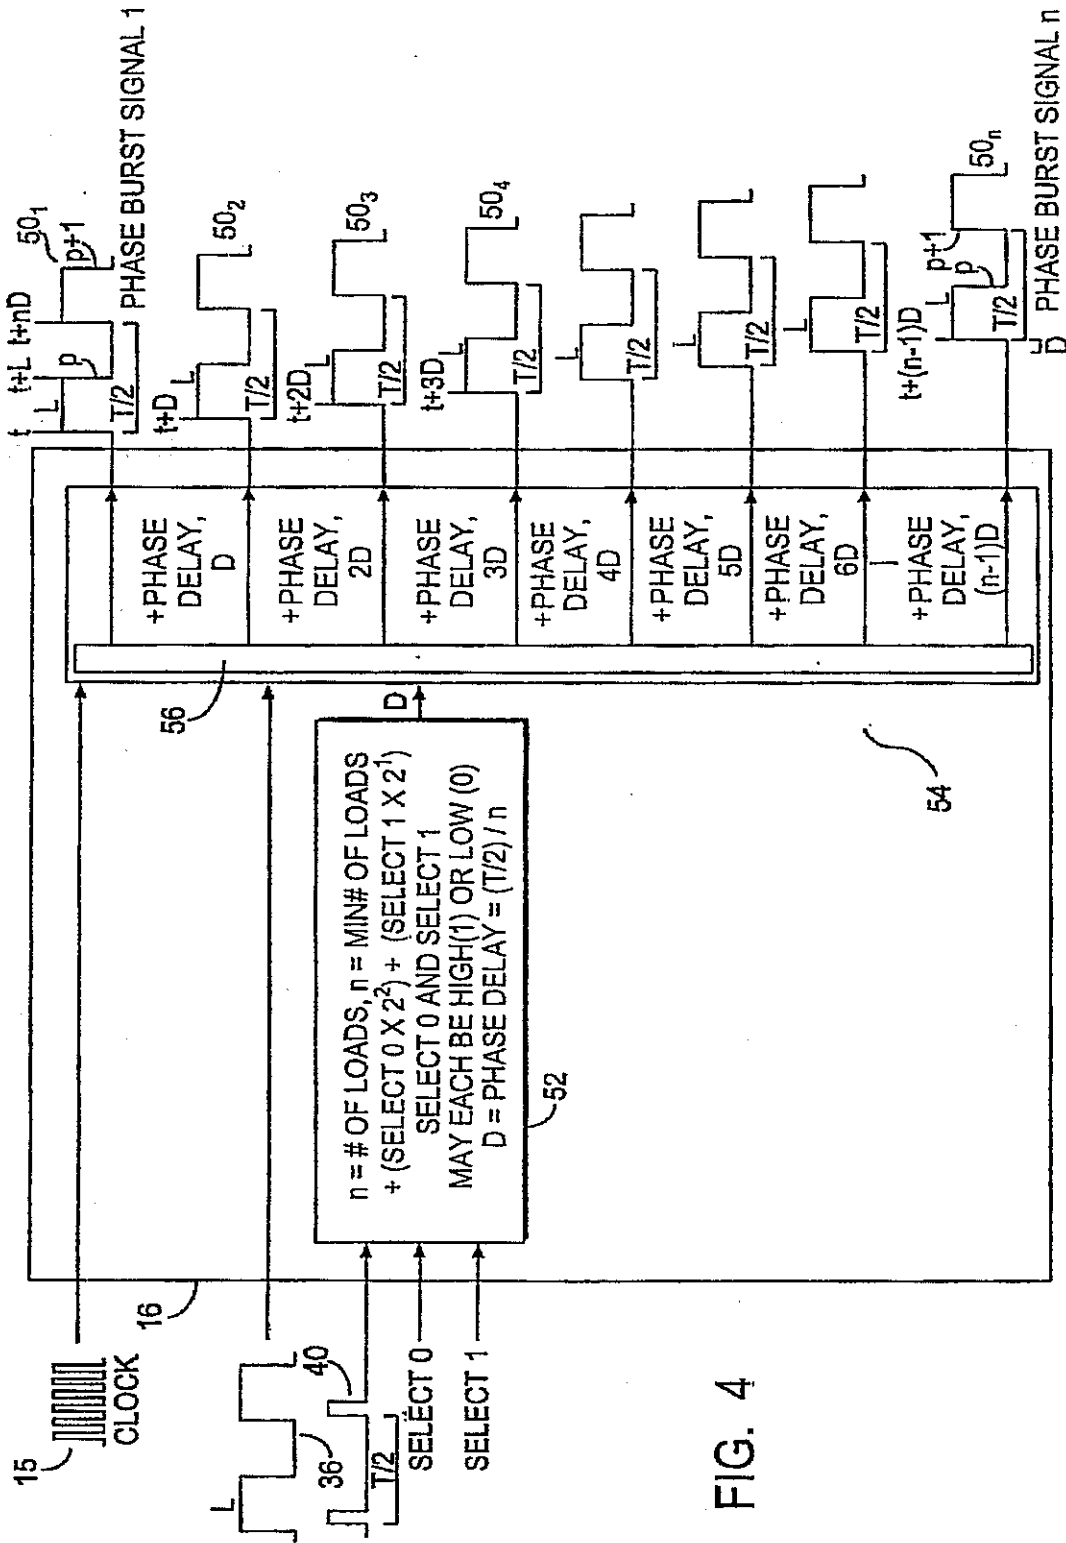 15
CLOCK
L
36
40
T/2
SELECT 0
SELECT 1
16
n = # OF LOADS, n = MIN# OF LOADS
+ (SELECT 0 X 2²) + (SELECT 1 X 2¹)
SELECT 0 AND SELECT 1
MAY EACH BE HIGH(1) OR LOW (0)
D = PHASE DELAY = (T/2) / n
52
D
56
54
+PHASE
DELAY,
D
+PHASE
DELAY,
2D
+PHASE
DELAY,
3D
+PHASE
DELAY,
4D
+PHASE
DELAY,
5D
+PHASE
DELAY,
6D
+PHASE
DELAY,
(n-1)D
t t+L t+nD
L
p
p+1
50₁
T/2
PHASE BURST SIGNAL 1
t+D
L
50₂
T/2
t+2D
L
50₃
T/2
t+3D
L
50₄
T/2
L
T/2
L
T/2
L
T/2
t+(n-1)D
L
p
p+1
50ₙ
T/2
D
PHASE BURST SIGNAL n
FIG. 4